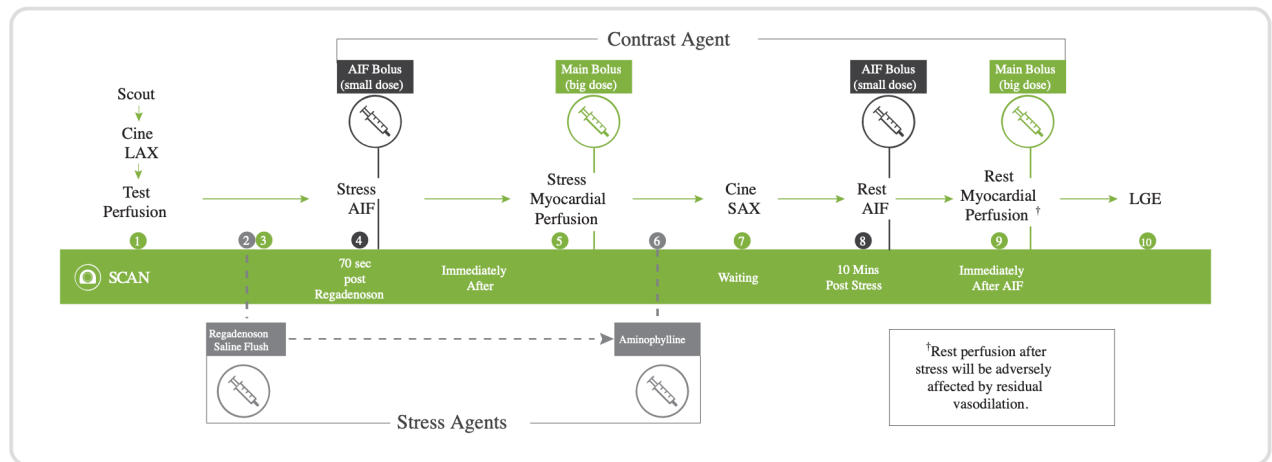 Contrast Agent
AIF Bolus
(small dose)
Main Bolus
(big dose)
AIF Bolus
(small dose)
Main Bolus
(big dose)
Scout
Cine
LAX
Test
Perfusion
Stress
AIF
Stress
Myocardial
Perfusion
Cine
SAX
Rest
AIF
Rest
Myocardial
Perfusion †
LGE
1
2
3
4
5
6
7
8
9
10
SCAN
70 sec
post
Regadenoson
Immediately
After
Waiting
10 Mins
Post Stress
Immediately
After AIF
Regadenoson
Saline Flush
Aminophylline
Stress Agents
†Rest perfusion after
stress will be adversely
affected by residual
vasodilation.